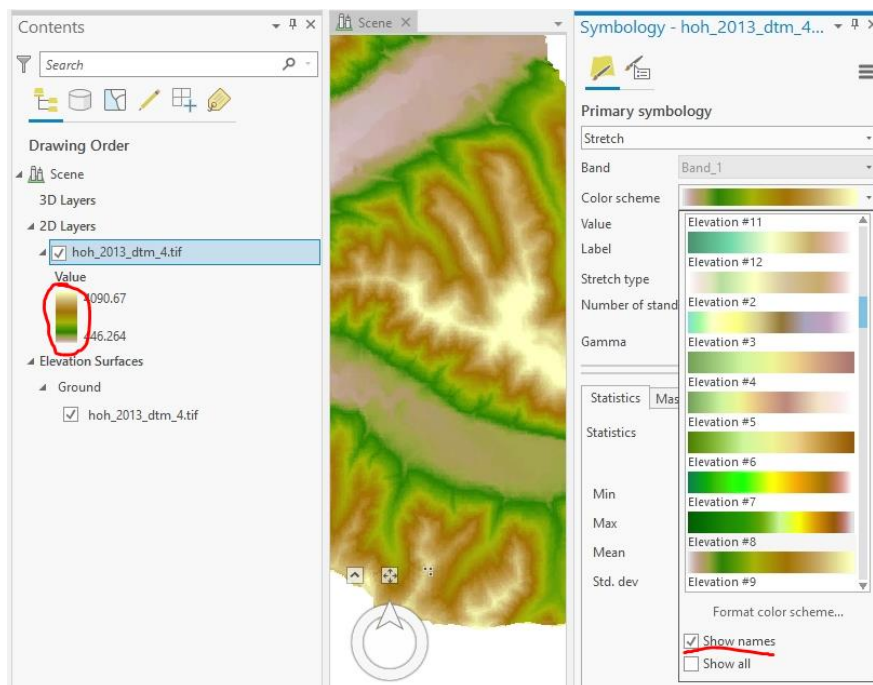 Contents
Search
Drawing Order
Scene
3D Layers
2D Layers
hoh_2013_dtm_4.tif
Value
4090.67
446.264
Elevation Surfaces
Ground
hoh_2013_dtm_4.tif
Scene
Symbology - hoh_2013_dtm_4...
Primary symbology
Stretch
Band Band_1
Color scheme
Value
Label
Stretch type
Number of stand
Gamma
Statistics Mas
Statistics
Min
Max
Mean
Std. dev
Elevation #11
Elevation #12
Elevation #2
Elevation #3
Elevation #4
Elevation #5
Elevation #6
Elevation #7
Elevation #8
Elevation #9
Format color scheme...
Show names
Show all